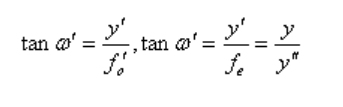 tan ω' = y' / f'ₒ , tan ω' = y' / fₑ = y / y"